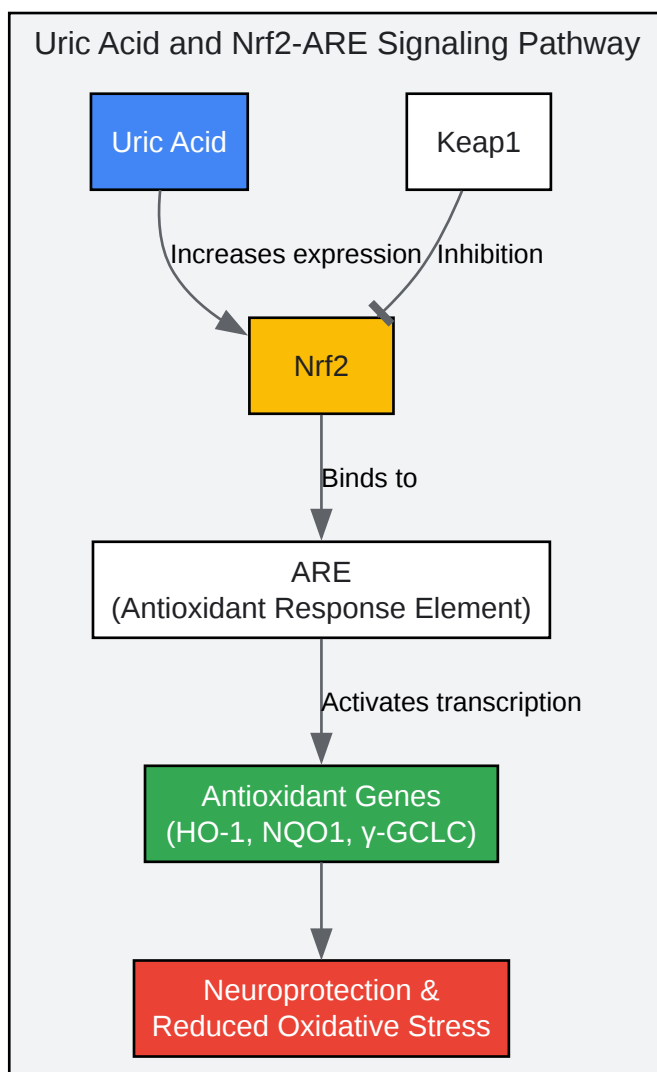 Uric Acid and Nrf2-ARE Signaling Pathway
Uric Acid
Keap1
Increases expression
Inhibition
Nrf2
Binds to
ARE
(Antioxidant Response Element)
Activates transcription
Antioxidant Genes
(HO-1, NQO1, γ-GCLC)
Neuroprotection &
Reduced Oxidative Stress